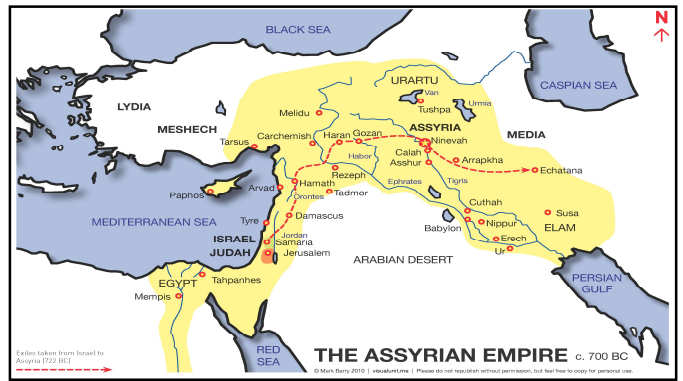 BLACK SEA
N
CASPIAN SEA
URARTU
Van
Tushpa
Urmia
LYDIA
MESHECH
Melidu
ASSYRIA
MEDIA
Tarsus
Carchemish
Haran
Gozan
Ninevah
Calah
Asshur
Arrapkha
Habor
Echatana
Rezeph
Hamath
Tadmor
Arvad
Orontes
Paphos
Ephrates
Tigris
MEDITERRANEAN SEA
Tyre
Damascus
Cuthah
Susa
Babylon
Nippur
ELAM
Erech
Ur
ISRAEL
Jordan
Samaria
JUDAH
Jerusalem
ARABIAN DESERT
EGYPT
Tahpanhes
Mempis
PERSIAN
GULF
RED
SEA
Exiles taken from Israel to
Assyria [722 BC]
THE ASSYRIAN EMPIRE c. 700 BC
© Mark Barry 2010 | visualunit.me | Please do not republish without permission, but feel free to copy for personal use.